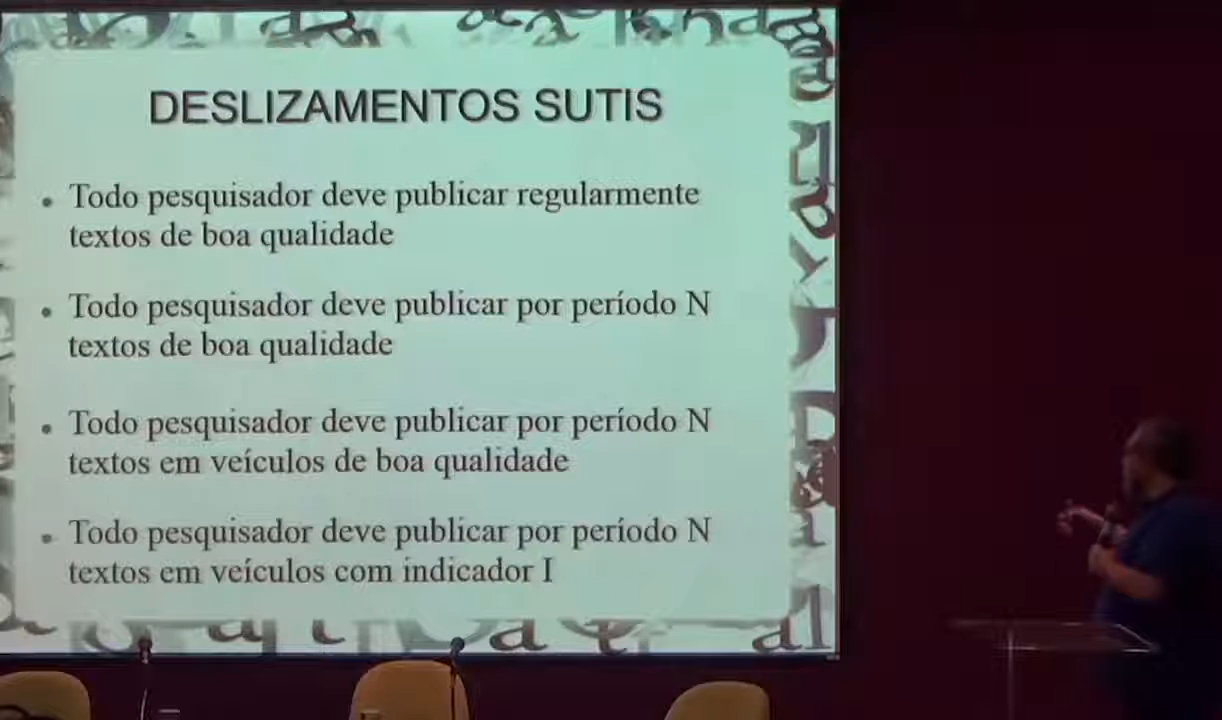 DESLIZAMENTOS SUTIS
• Todo pesquisador deve publicar regularmente
textos de boa qualidade
• Todo pesquisador deve publicar por período N
textos de boa qualidade
• Todo pesquisador deve publicar por período N
textos em veículos de boa qualidade
• Todo pesquisador deve publicar por período N
textos em veículos com indicador I